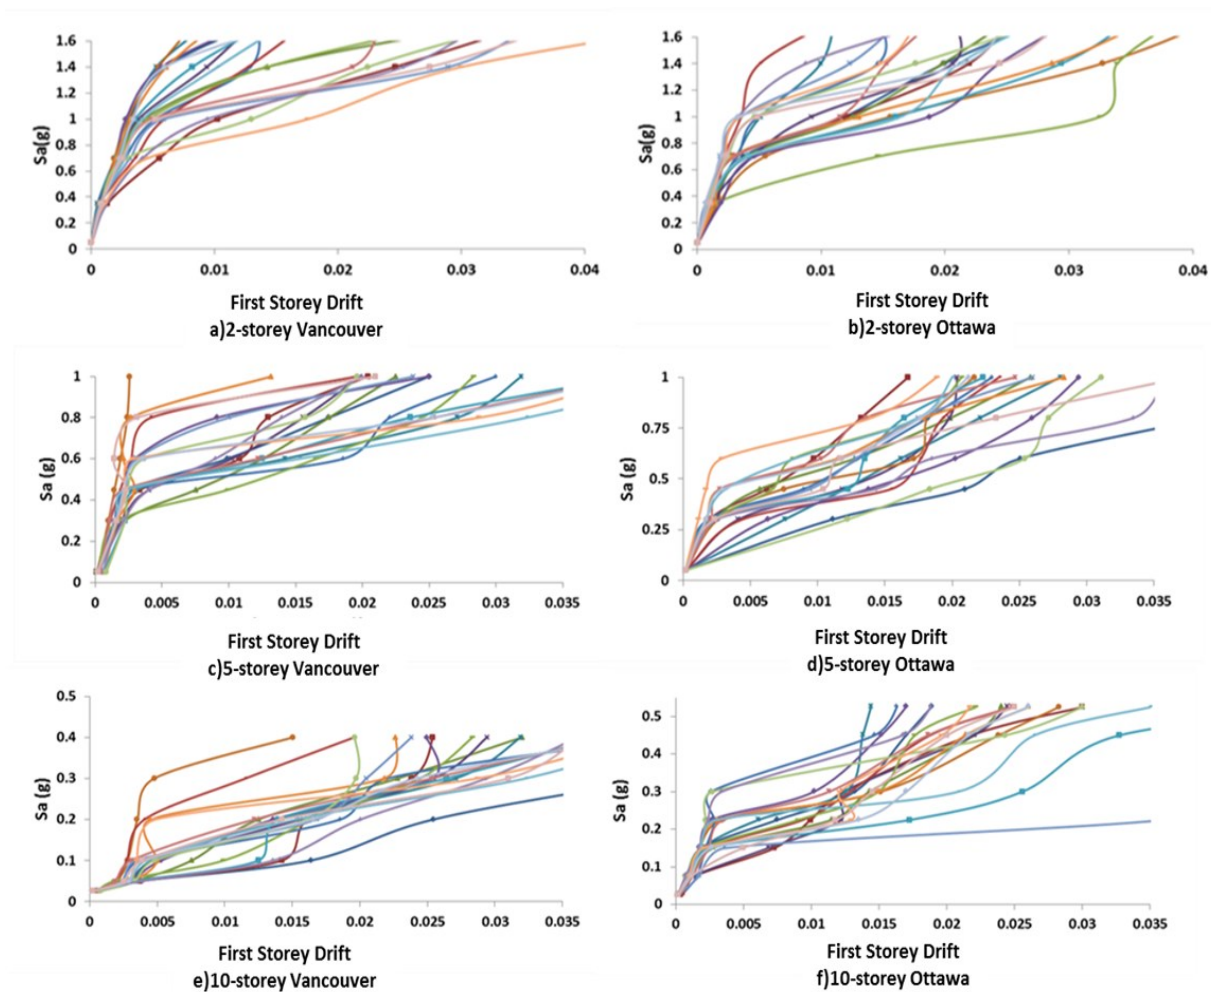 1.6
1.4
1.2
1
0.8
0.6
0.4
0.2
0
Sa(g)
0 0.01 0.02 0.03 0.04
First Storey Drift
a)2-storey Vancouver
1.6
1.4
1.2
1
0.8
0.6
0.4
0.2
0
Sa(g)
0 0.01 0.02 0.03 0.04
First Storey Drift
b)2-storey Ottawa
1
0.8
0.6
0.4
0.2
0
Sa (g)
0 0.005 0.01 0.015 0.02 0.025 0.03 0.035
First Storey Drift
c)5-storey Vancouver
1
0.75
0.5
0.25
0
Sa (g)
0 0.005 0.01 0.015 0.02 0.025 0.03 0.035
First Storey Drift
d)5-storey Ottawa
0.5
0.4
0.3
0.2
0.1
0
Sa (g)
0 0.005 0.01 0.015 0.02 0.025 0.03 0.035
First Storey Drift
e)10-storey Vancouver
0.5
0.4
0.3
0.2
0.1
0
Sa (g)
0 0.005 0.01 0.015 0.02 0.025 0.03 0.035
First Storey Drift
f)10-storey Ottawa